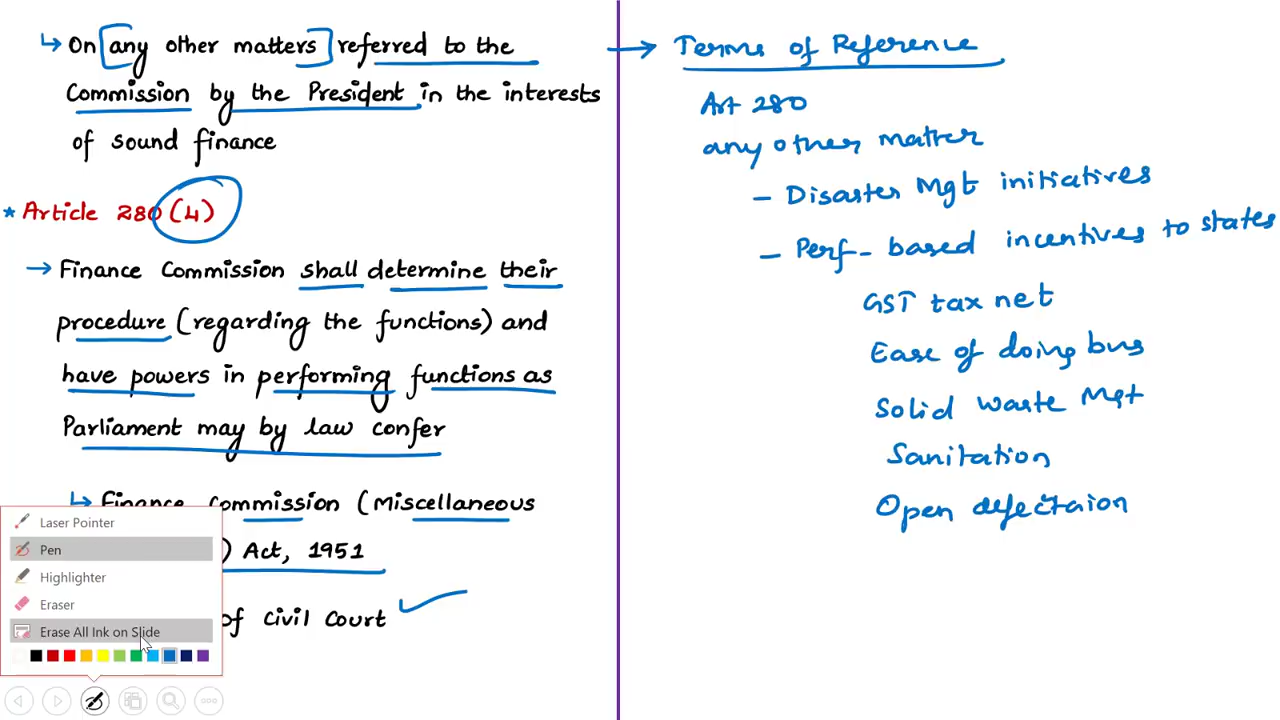 ↳ On any other matters referred to the
Commission by the President in the interests
of sound finance
* Article 280 (4)
→ Finance Commission shall determine their
procedure (regarding the functions) and
have powers in performing functions as
Parliament may by law confer
↳ Finance Commission (Miscellaneous
) Act, 1951
of Civil Court
Laser Pointer
Pen
Highlighter
Eraser
Erase All Ink on Slide
→ Terms of Reference
Art 280
any other matter
- Disaster Mgt initiatives
- Perf- based incentives to states
GST tax net
Ease of doing bus
Solid waste Mgt
Sanitation
Open defectaion